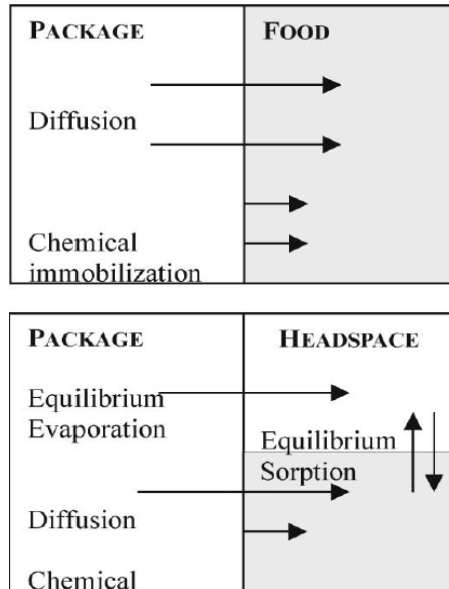 PACKAGE
FOOD
Diffusion
Chemical
immobilization
PACKAGE
HEADSPACE
Equilibrium
Evaporation
Equilibrium
Sorption
Diffusion
Chemical